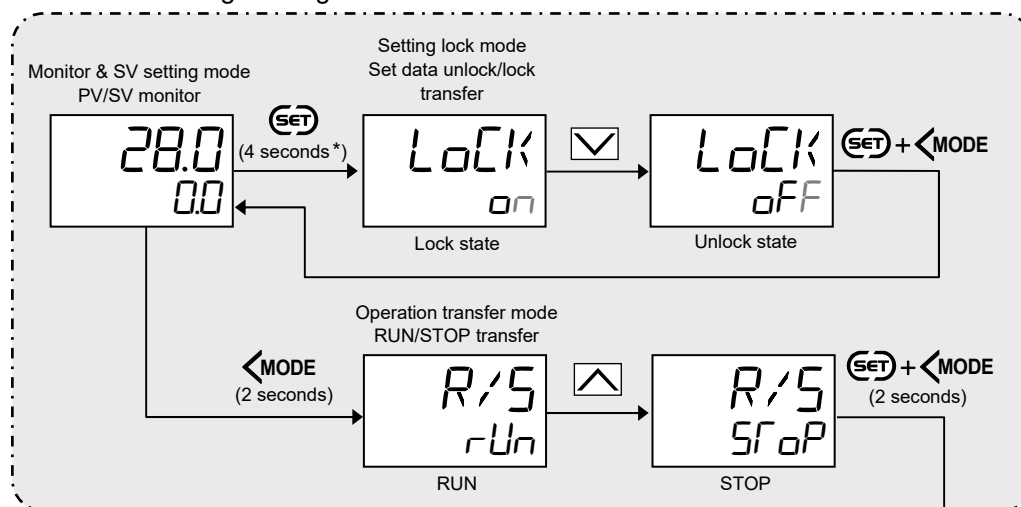 Setting lock mode
Monitor & SV setting mode
Set data unlock/lock
PV/SV monitor
transfer
SET
(4 seconds*)
28.0
0.0
LoCK
on
Lock state
LoCK
oFF
Unlock state
SET + <MODE
Operation transfer mode
RUN/STOP transfer
<MODE
(2 seconds)
R/S
rUn
RUN
R/S
SToP
STOP
SET + <MODE
(2 seconds)